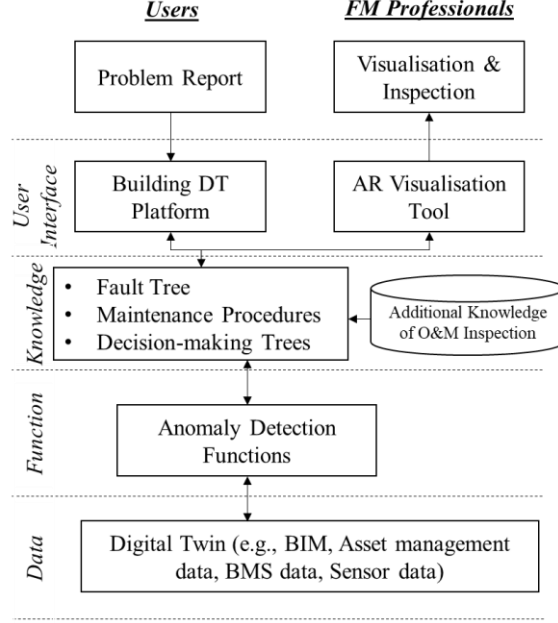 Users
FM Professionals
Problem Report
Visualisation &
Inspection
User
Interface
Building DT
Platform
AR Visualisation
Tool
Knowledge
• Fault Tree
• Maintenance Procedures
• Decision-making Trees
Additional Knowledge
of O&M Inspection
Function
Anomaly Detection
Functions
Data
Digital Twin (e.g., BIM, Asset management
data, BMS data, Sensor data)